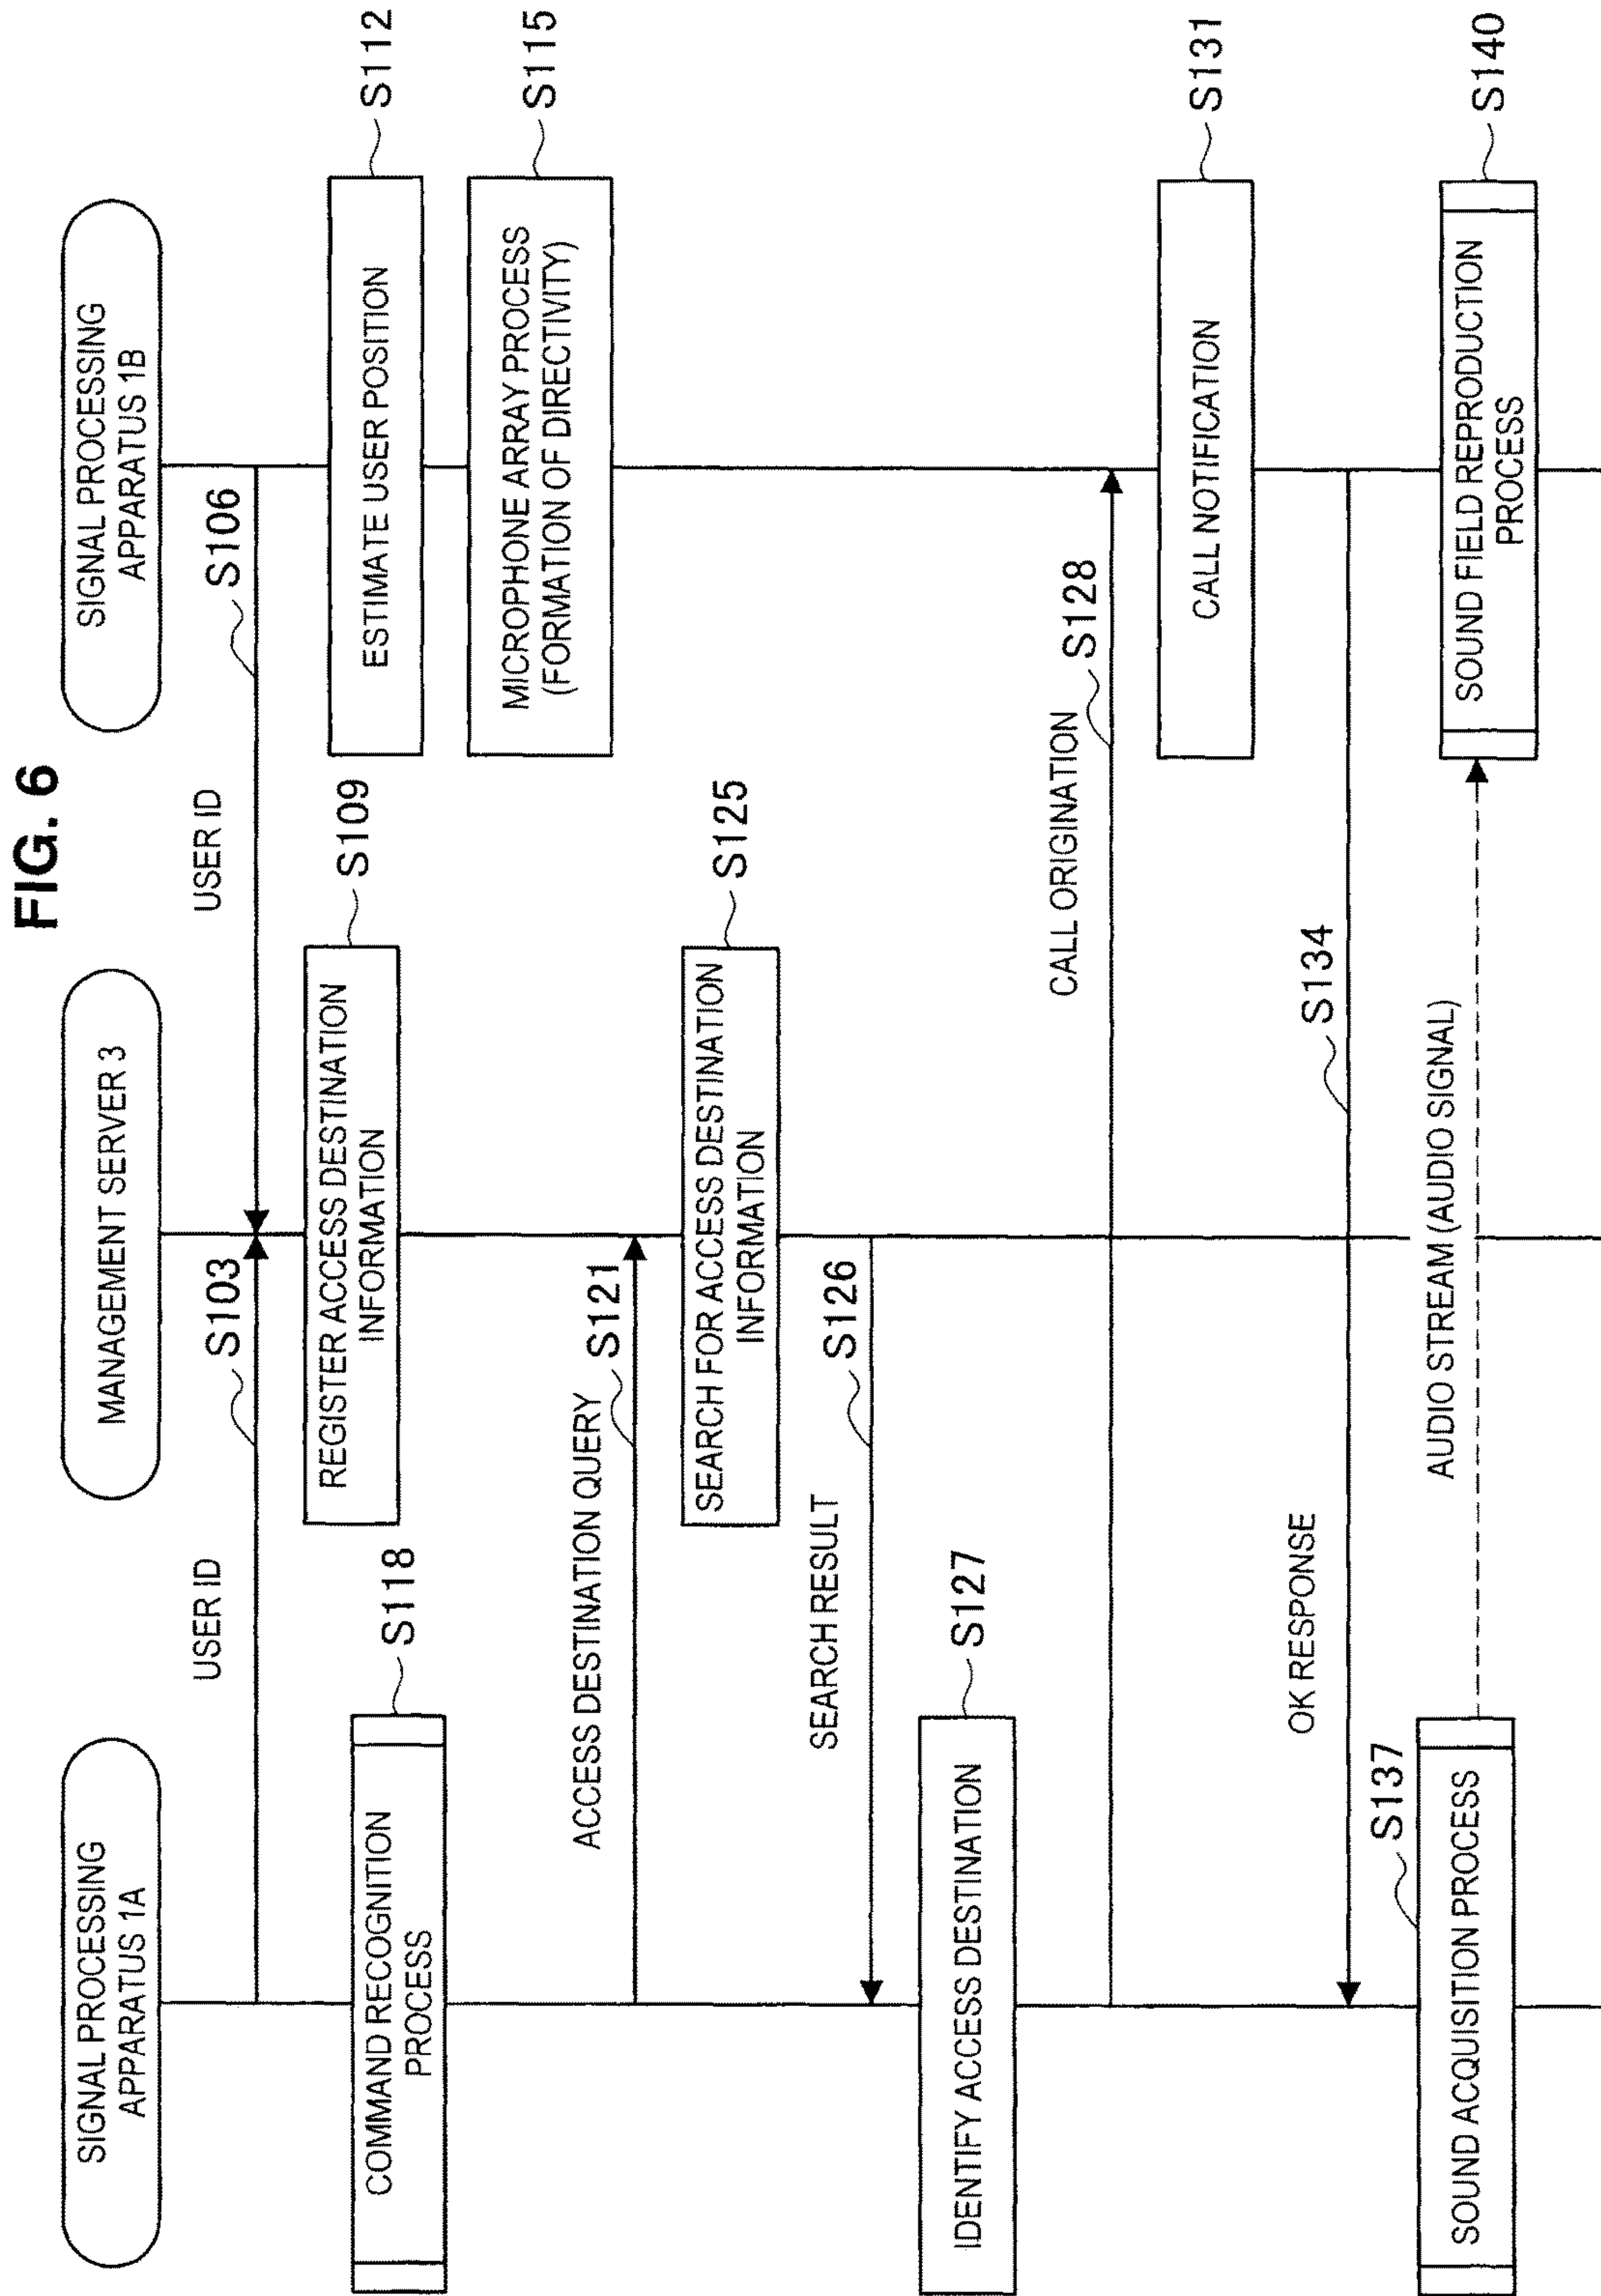 FIG. 6
SIGNAL PROCESSING
APPARATUS 1A
MANAGEMENT SERVER 3
SIGNAL PROCESSING
APPARATUS 1B
USER ID
S103
USER ID
S106
REGISTER ACCESS DESTINATION
INFORMATION
S109
ESTIMATE USER POSITION
S112
COMMAND RECOGNITION
PROCESS
S118
MICROPHONE ARRAY PROCESS
(FORMATION OF DIRECTIVITY)
S115
ACCESS DESTINATION QUERY
S121
SEARCH FOR ACCESS DESTINATION
INFORMATION
S125
SEARCH RESULT
S126
IDENTIFY ACCESS DESTINATION
S127
CALL ORIGINATION
S128
CALL NOTIFICATION
S131
OK RESPONSE
S134
S137
SOUND ACQUISITION PROCESS
AUDIO STREAM (AUDIO SIGNAL)
SOUND FIELD REPRODUCTION
PROCESS
S140